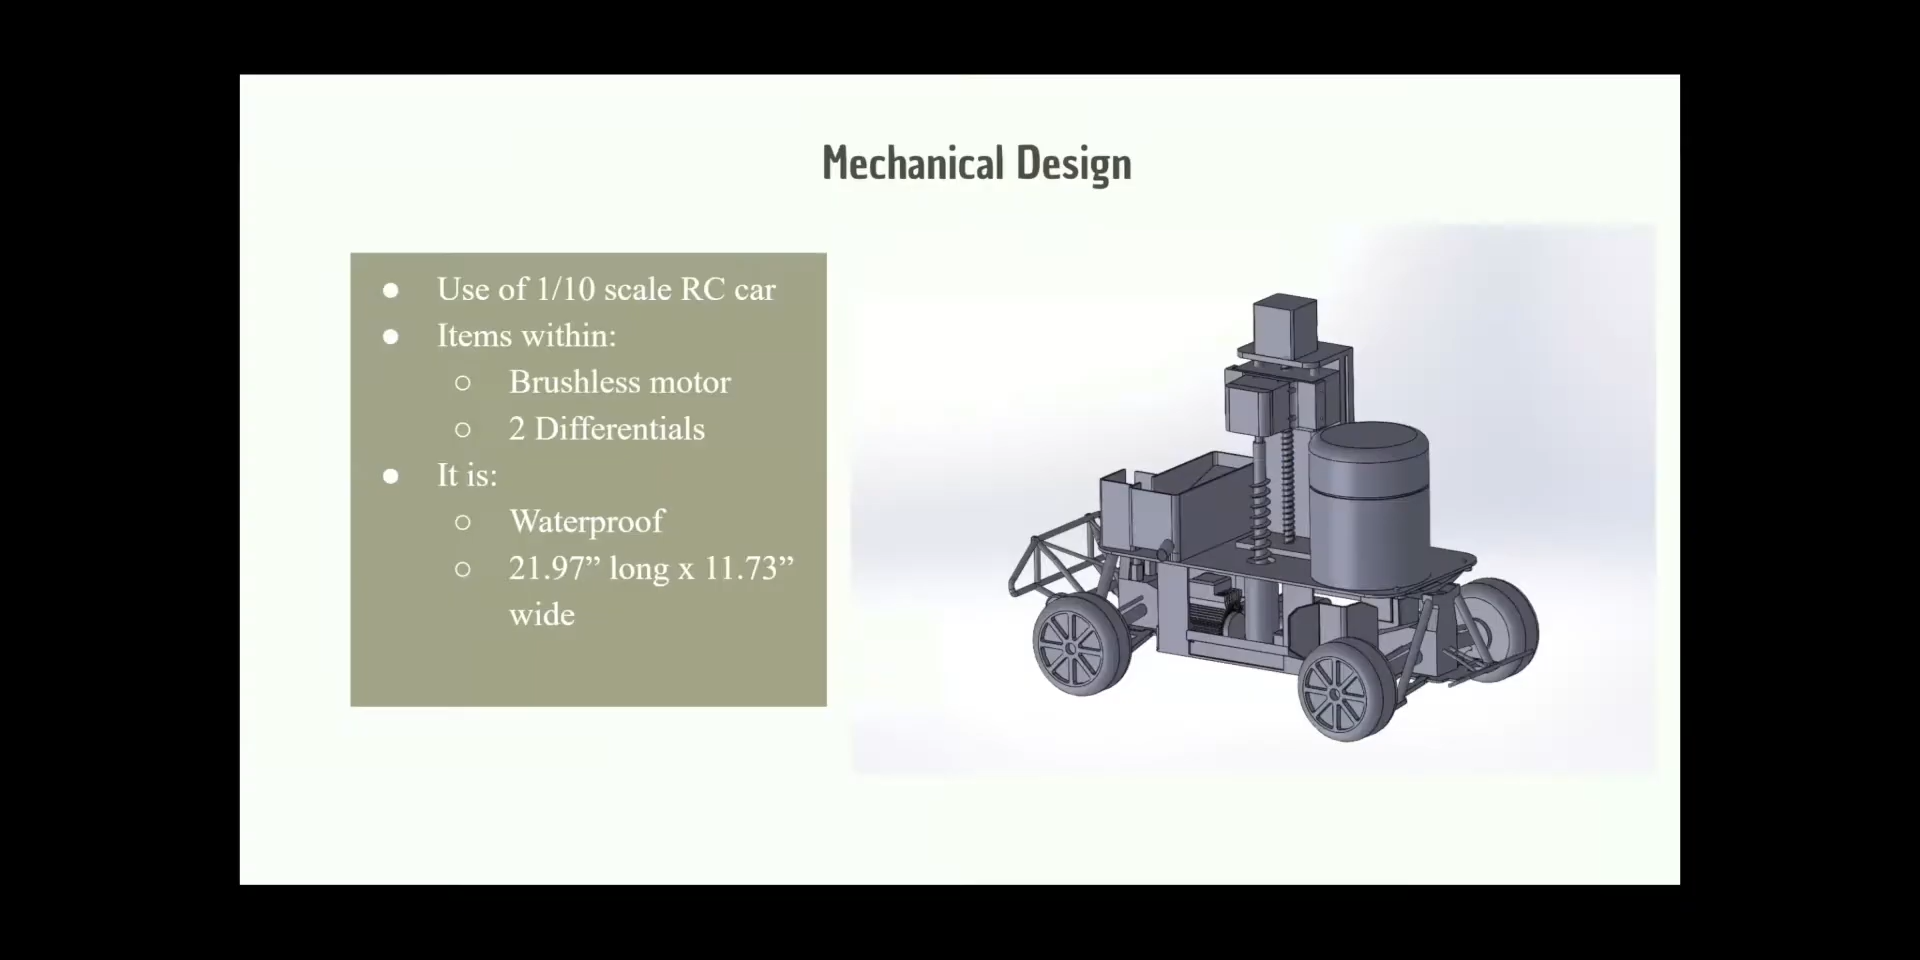 Mechanical Design
● Use of 1/10 scale RC car
● Items within:
○ Brushless motor
○ 2 Differentials
● It is:
○ Waterproof
○ 21.97” long x 11.73”
wide